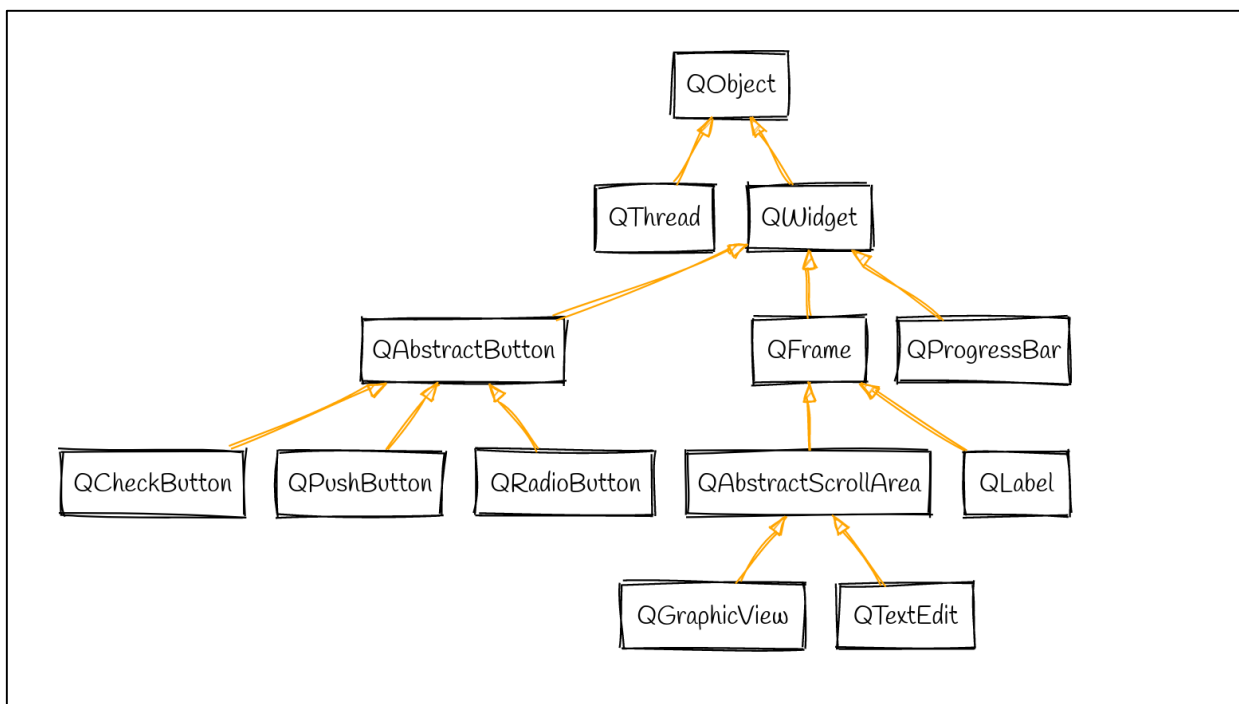 QObject
QThread
QWidget
QAbstractButton
QFrame
QProgressBar
QCheckButton
QPushButton
QRadioButton
QAbstractScrollArea
QLabel
QGraphicView
QTextEdit